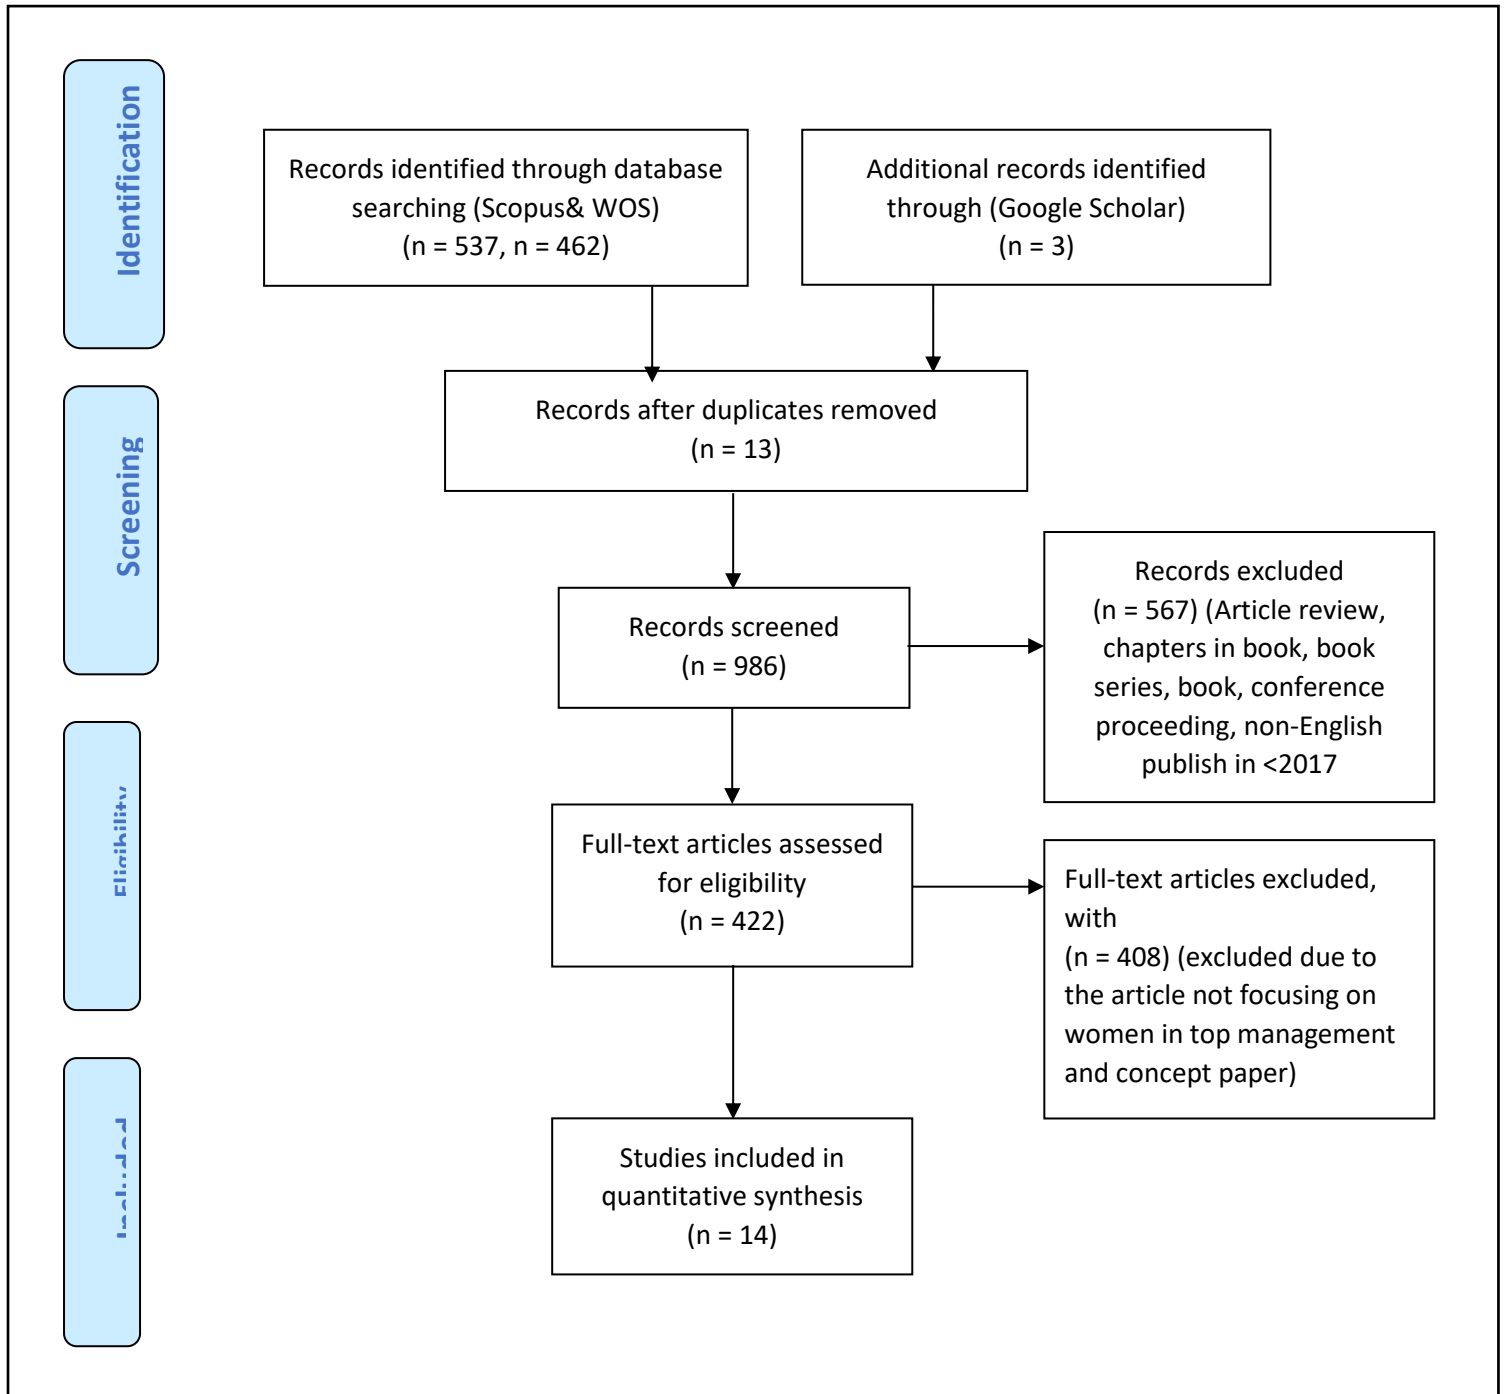 Identification
Records identified through database
searching (Scopus& WOS)
(n = 537, n = 462)
Additional records identified
through (Google Scholar)
(n = 3)
Screening
Records after duplicates removed
(n = 13)
Records screened
(n = 986)
Records excluded
(n = 567) (Article review,
chapters in book, book
series, book, conference
proceeding, non-English
publish in <2017
Eligibility
Full-text articles assessed
for eligibility
(n = 422)
Full-text articles excluded,
with
(n = 408) (excluded due to
the article not focusing on
women in top management
and concept paper)
Included
Studies included in
quantitative synthesis
(n = 14)